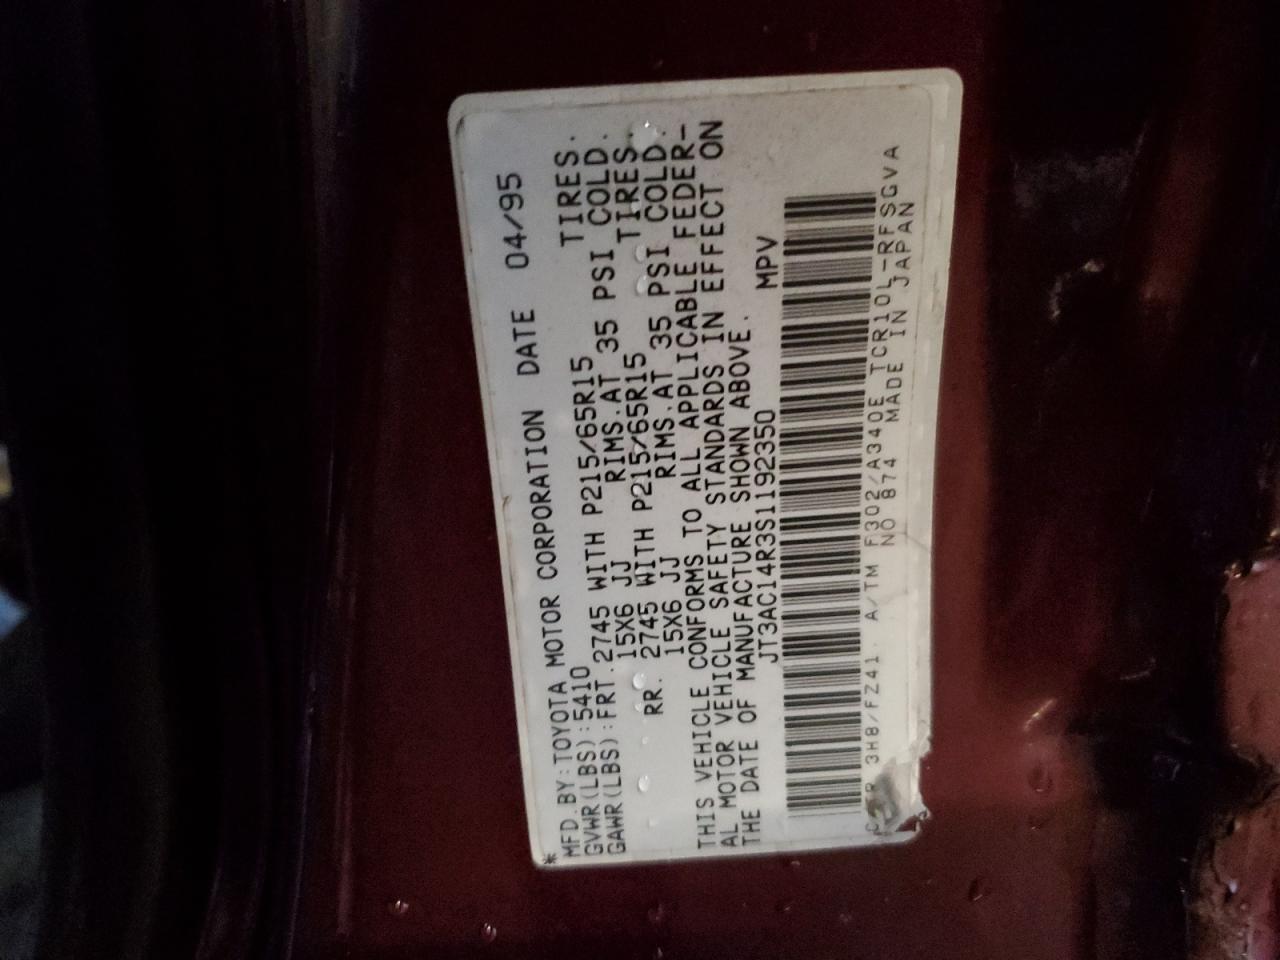 *
MFD.BY:TOYOTA MOTOR CORPORATION DATE 04/95
GVWR(LBS):5410
GAWR(LBS):FRT.2745 WITH P215/65R15 TIRES.
15X6 JJ RIMS.AT 35 PSI COLD.
RR. 2745 WITH P215/65R15 TIRES.
15X6 JJ RIMS.AT 35 PSI COLD.
THIS VEHICLE CONFORMS TO ALL APPLICABLE FEDER-
AL MOTOR VEHICLE SAFETY STANDARDS IN EFFECT ON
THE DATE OF MANUFACTURE SHOWN ABOVE.
JT3AC14R3S1192350 MPV
3H8/FZ41. A/TM F302/A340E TCR10L-RFSGVA
NO 874 MADE IN JAPAN